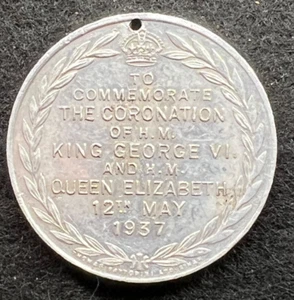 TO
COMMEMORATE
THE CORONATION
OF H.M.
KING GEORGE VI.
AND H.M.
QUEEN ELIZABETH
12TH MAY
1937